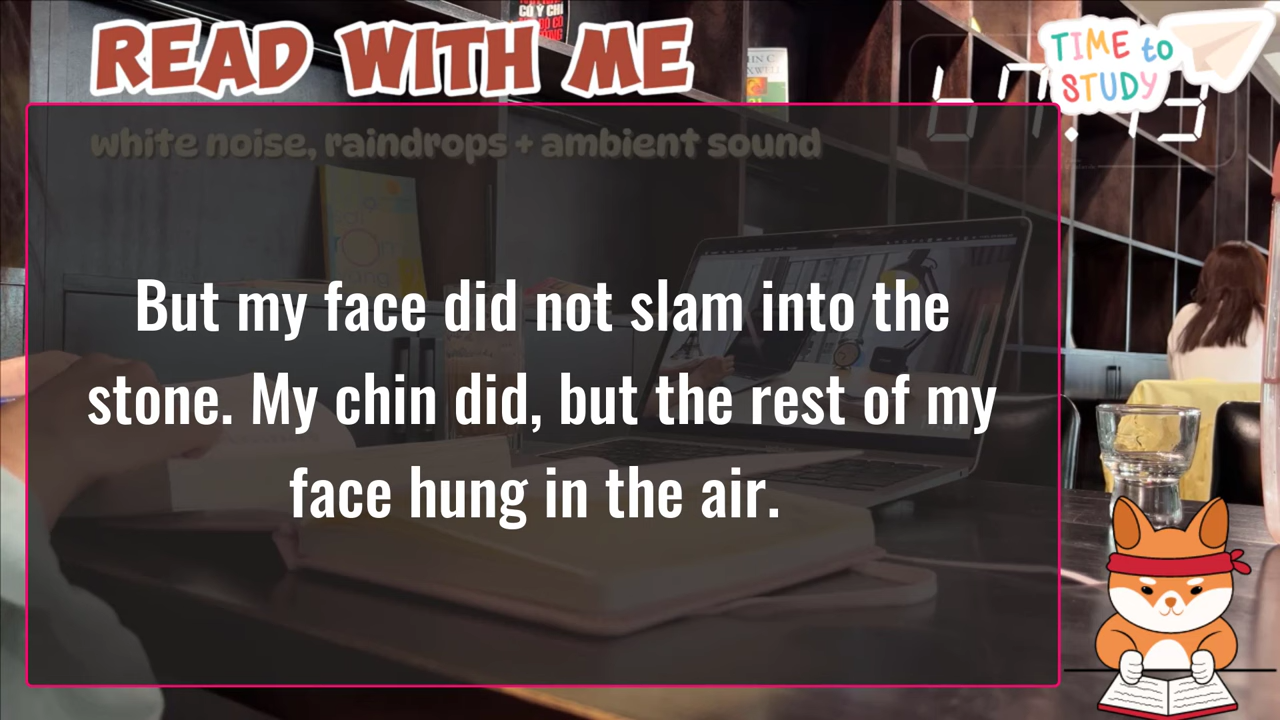 READ WITH ME
TIME to
STUDY
white noise, raindrops + ambient sound
But my face did not slam into the
stone. My chin did, but the rest of my
face hung in the air.